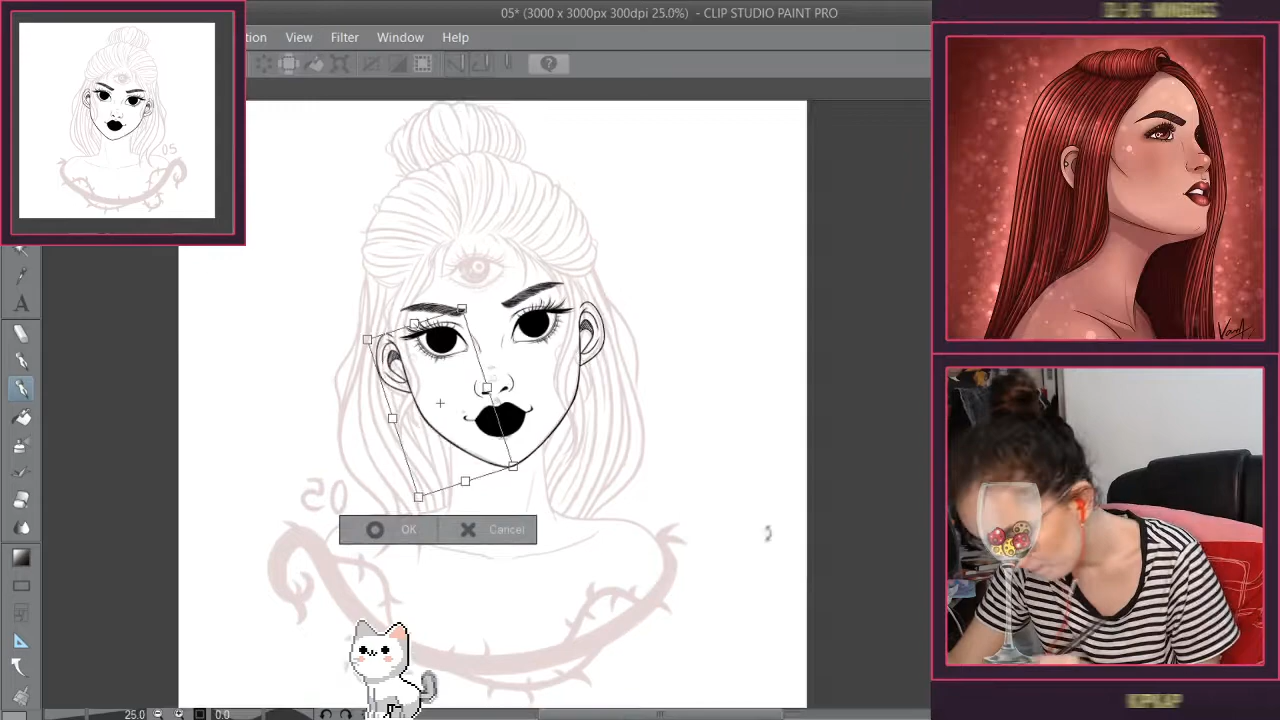 05* (3000 x 3000px 300dpi 25.0%) - CLIP STUDIO PAINT PRO
tion View Filter Window Help
05
A
05
OK Cancel
25.0 0.0